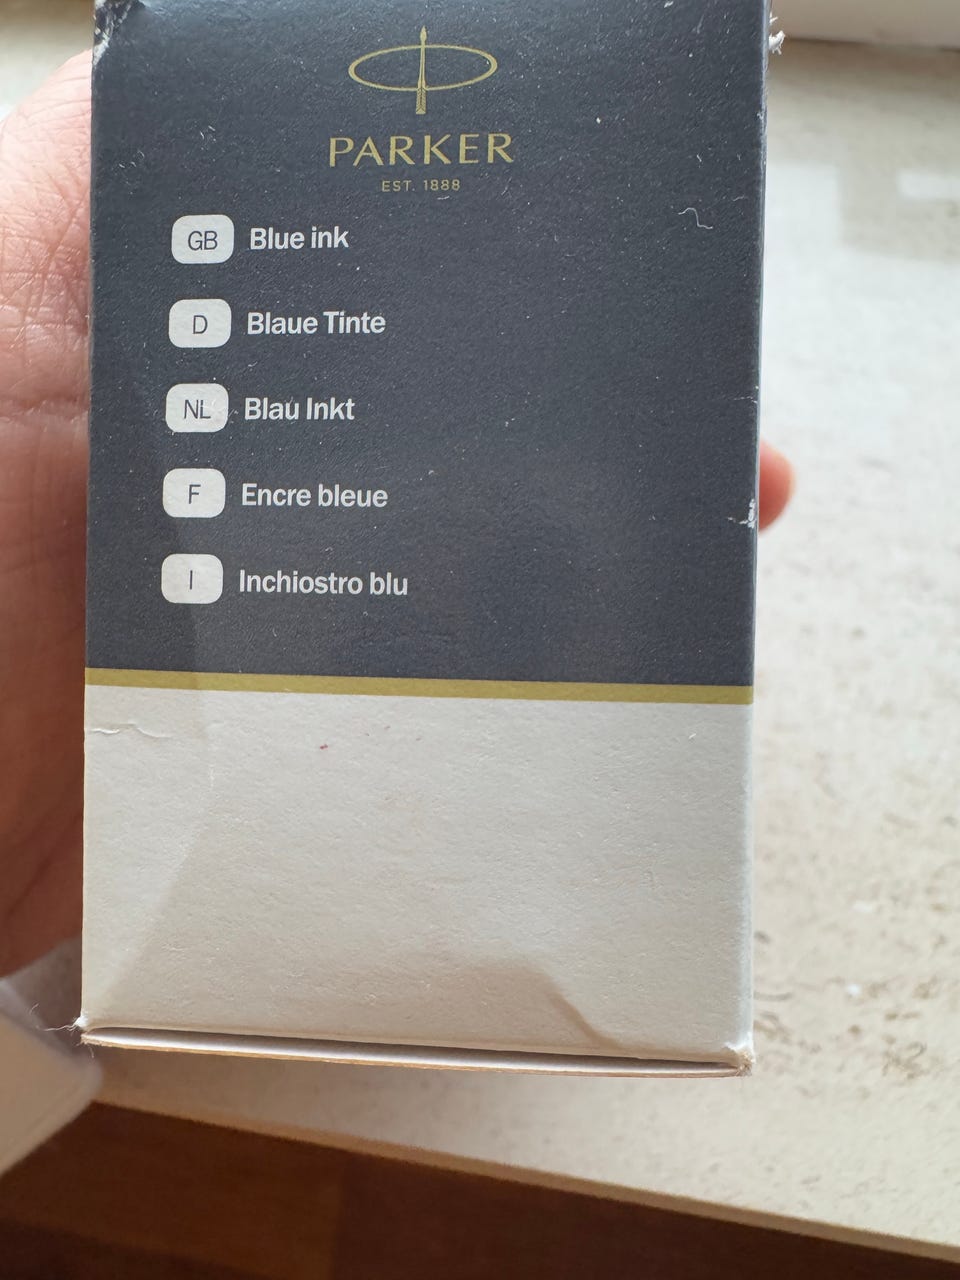 PARKER
EST. 1888
GB Blue ink
D Blaue Tinte
NL Blau Inkt
F Encre bleue
I Inchiostro blu